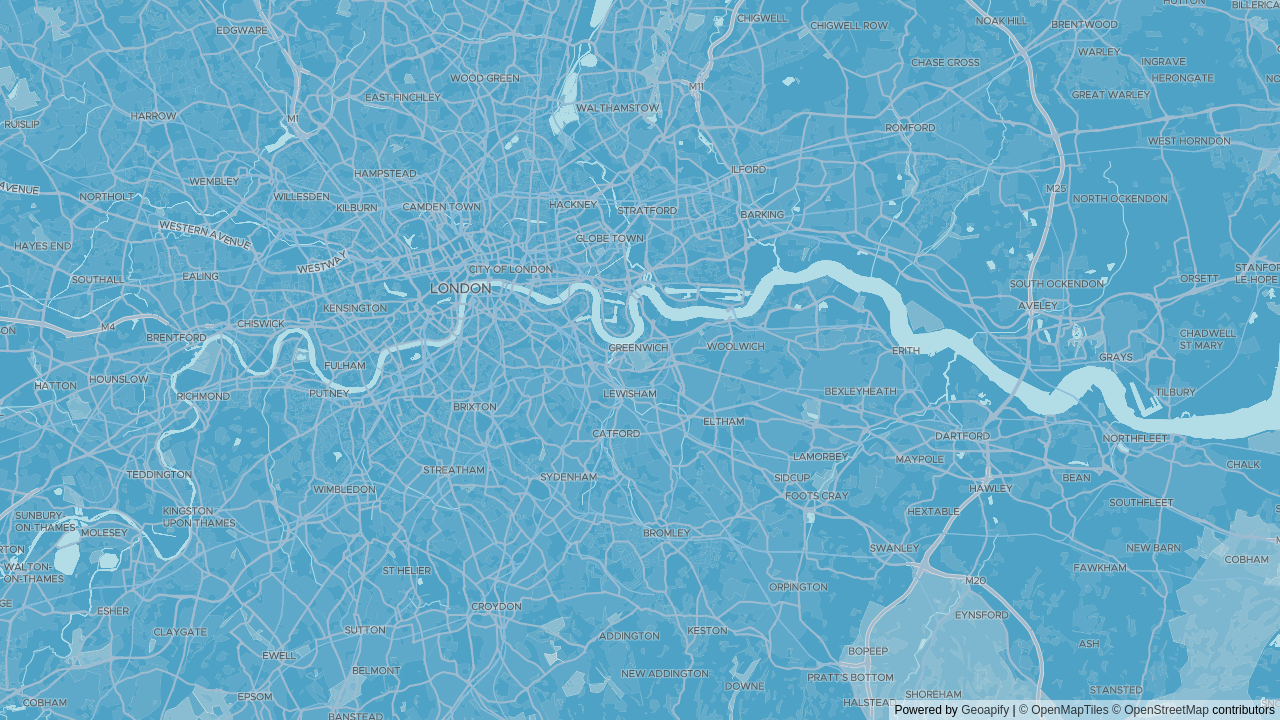 HUTTON
BILLERICA
NOAK HILL
CHIGWELL
BRENTWOOD
CHIGWELL ROW
EDGWARE
WARLEY
INGRAVE
CHASE CROSS
WOOD GREEN
HERONGATE
NO
M11
GREAT WARLEY
EAST FINCHLEY
WALTHAMSTOW
HARROW
M1
RUISLIP
ROMFORD
WEST HORNDON
ILFORD
HAMPSTEAD
WEMBLEY
AVENUE
M25
NORTHOLT
WILLESDEN
NORTH OCKENDON
HACKNEY
KILBURN
CAMDEN TOWN
STRATFORD
BARKING
WESTERN AVENUE
GLOBE TOWN
HAYES END
WESTWAY
CITY OF LONDON
STANFOR
LE-HOPE
EALING
SOUTHALL
ORSETT
SOUTH OCKENDON
LONDON
KENSINGTON
AVELEY
CHISWICK
M4
SON
BRENTFORD
CHADWELL
ST MARY
GREENWICH
WOOLWICH
ERITH
GRAYS
FULHAM
HOUNSLOW
HATTON
PUTNEY
RICHMOND
LEWISHAM
BEXLEYHEATH
TILBURY
BRIXTON
ELTHAM
CATFORD
DARTFORD
NORTHFLEET
LAMORBEY
MAYPOLE
CHALK
STREATHAM
TEDDINGTON
SYDENHAM
SIDCUP
BEAN
WIMBLEDON
HAWLEY
FOOTS CRAY
SOUTHFLEET
KINGSTON
UPON THAMES
SUNBURY-
ON-THAMES
HEXTABLE
MOLESEY
BROMLEY
SWANLEY
NEW BARN
COBHAM
WALTON-
ON-THAMES
FAWKHAM
ST HELIER
M20
ORPINGTON
CROYDON
ESHER
EYNSFORD
CLAYGATE
SUTTON
ADDINGTON
KESTON
ASH
EWELL
BOPEEP
BELMONT
NEW ADDINGTON
PRATT'S BOTTOM
DOWNE
STANSTED
EPSOM
SHOREHAM
COBHAM
HALSTEAD
BANSTEAD
Powered by Geoapify | © OpenMapTiles © OpenStreetMap contributors